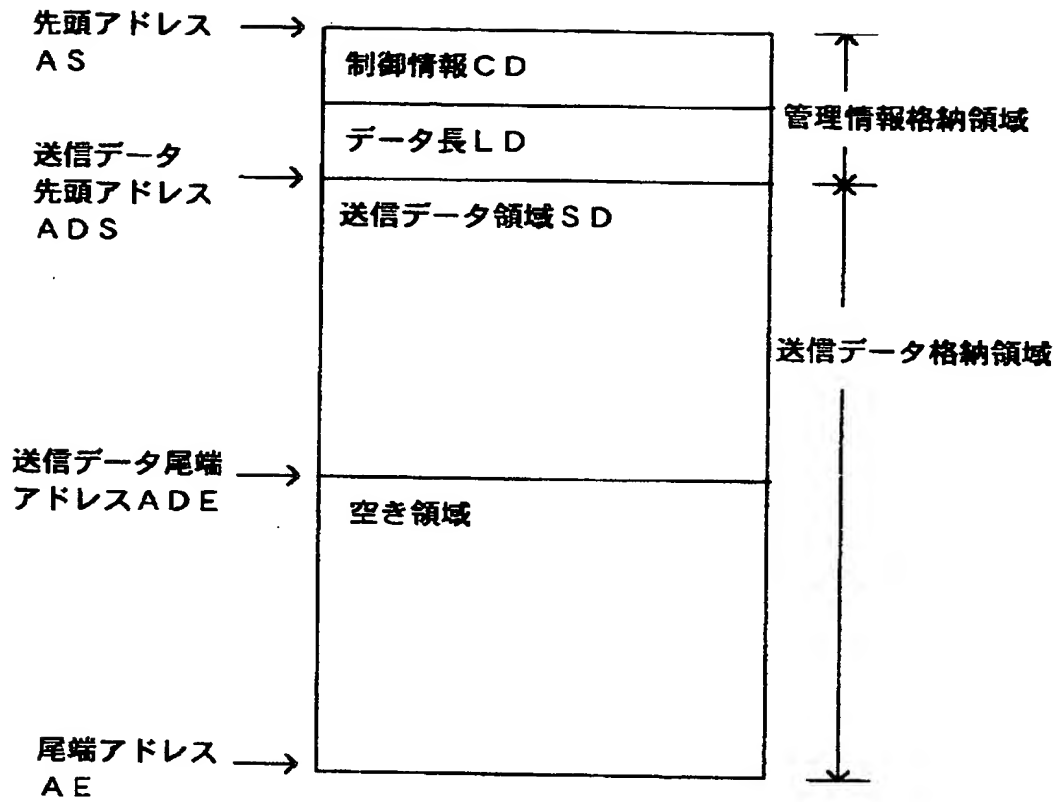 先頭アドレス
AS
制御情報CD
管理情報格納領域
データ長LD
送信データ
先頭アドレス
ADS
送信データ領域SD
送信データ格納領域
送信データ尾端
アドレスADE
空き領域
尾端アドレス
AE